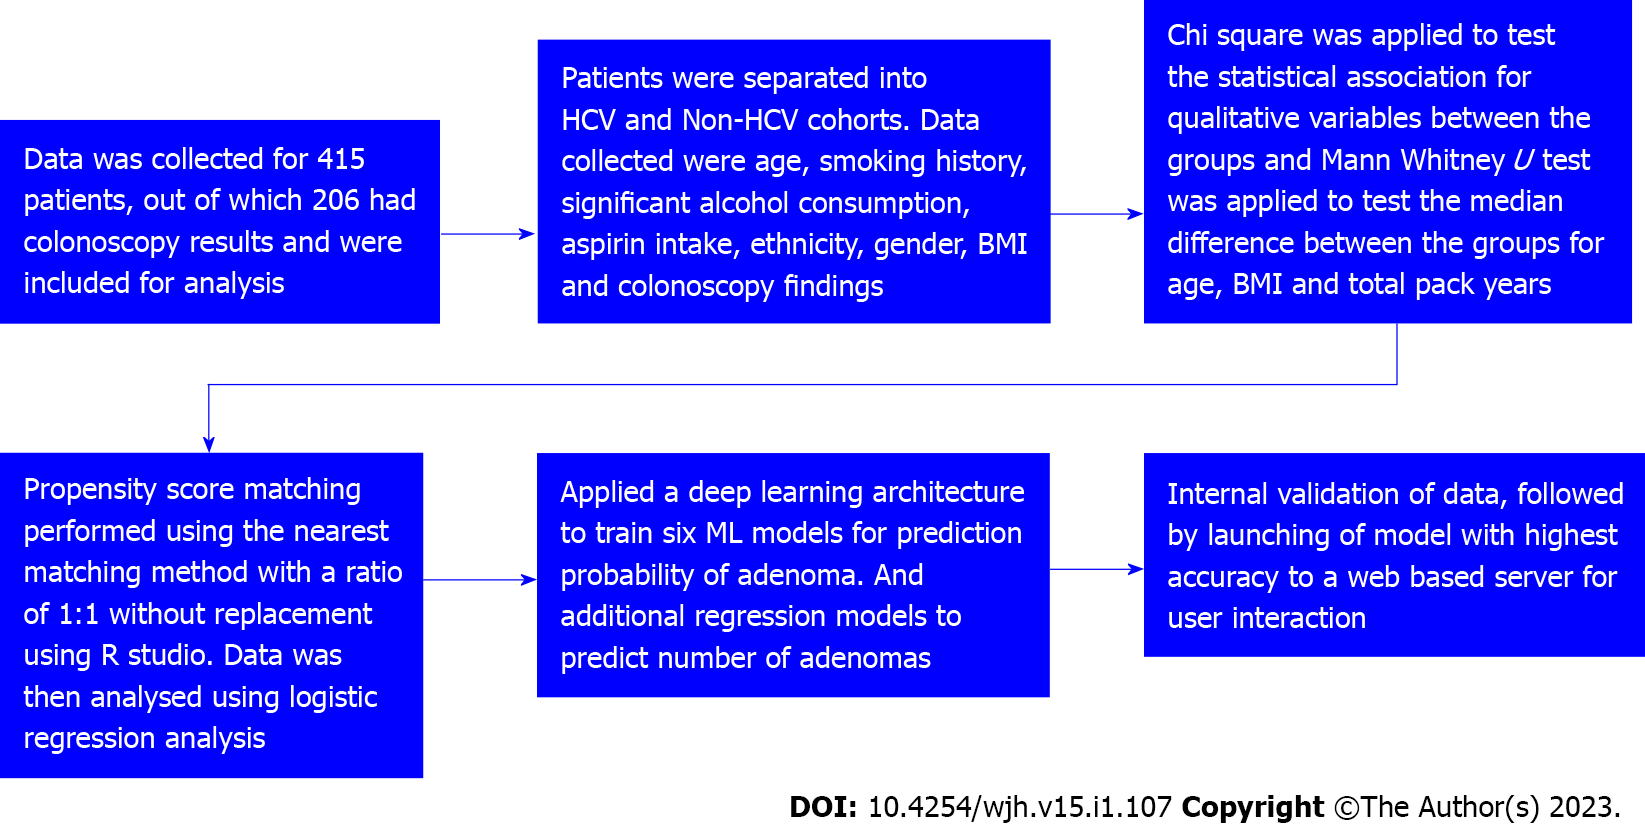 Data was collected for 415
patients, out of which 206 had
colonoscopy results and were
included for analysis
Patients were separated into
HCV and Non-HCV cohorts. Data
collected were age, smoking history,
significant alcohol consumption,
aspirin intake, ethnicity, gender, BMI
and colonoscopy findings
Chi square was applied to test
the statistical association for
qualitative variables between the
groups and Mann Whitney U test
was applied to test the median
difference between the groups for
age, BMI and total pack years
Propensity score matching
performed using the nearest
matching method with a ratio
of 1:1 without replacement
using R studio. Data was
then analysed using logistic
regression analysis
Applied a deep learning architecture
to train six ML models for prediction
probability of adenoma. And
additional regression models to
predict number of adenomas
Internal validation of data, followed
by launching of model with highest
accuracy to a web based server for
user interaction
DOI: 10.4254/wjh.v15.i1.107 Copyright ©The Author(s) 2023.